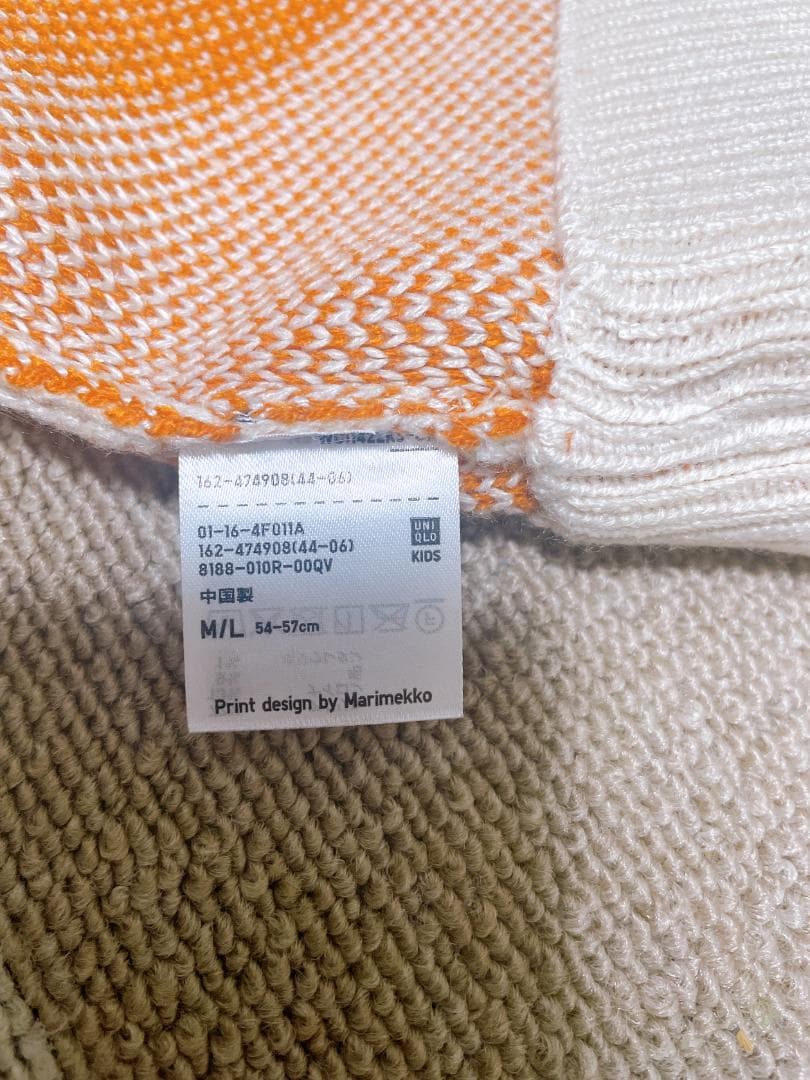 162-474908(44-06)
01-16-4F011A
162-474908(44-06)
8188-010R-00QV
UNI
QLO
KIDS
中国製
M/L 54-57cm
Print design by Marimekko